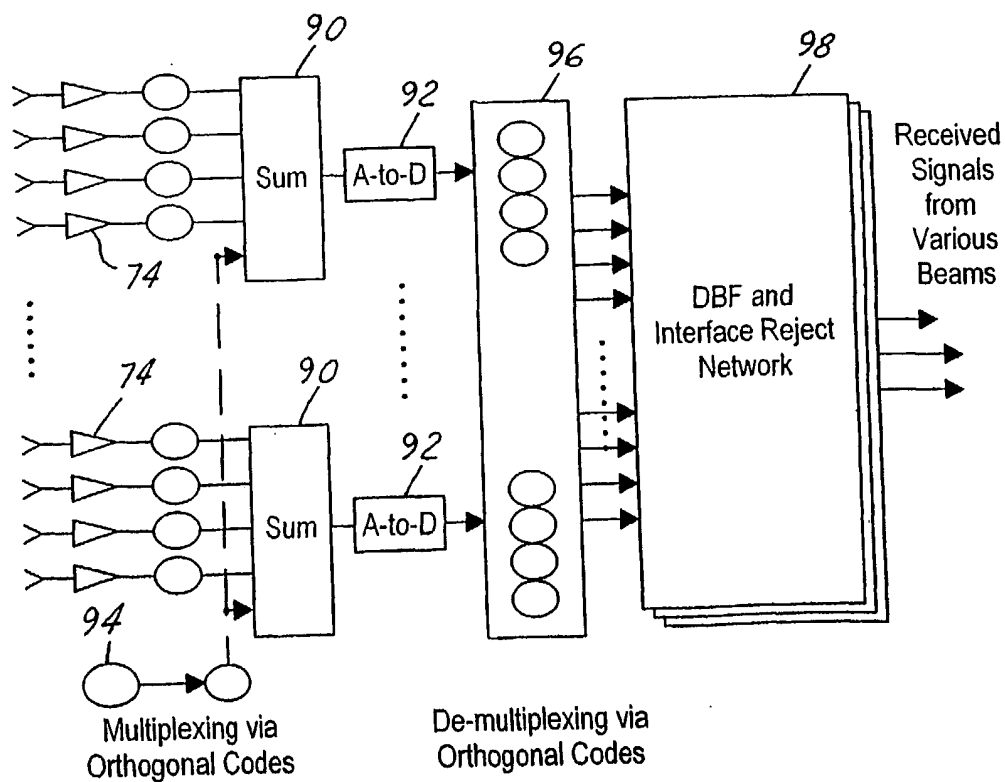 90
92
96
98
Sum
A-to-D
Received
Signals
from
Various
Beams
74
DBF and
Interface Reject
Network
74
90
92
Sum
A-to-D
94
Multiplexing via
Orthogonal Codes
De-multiplexing via
Orthogonal Codes